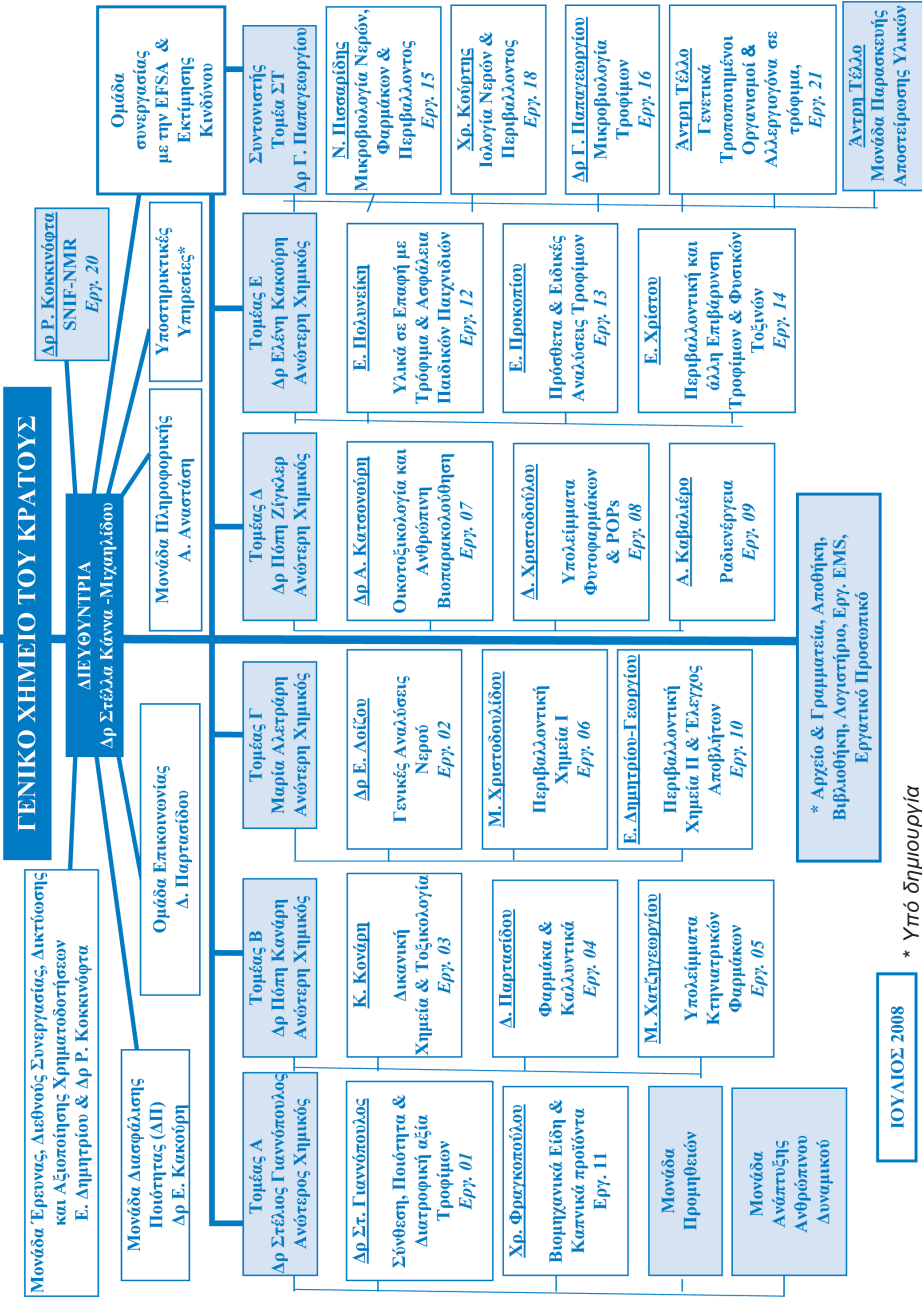 ΓΕΝΙΚΟ ΧΗΜΕΙΟ ΤΟΥ ΚΡΑΤΟΥΣ
ΔΙΕΥΘΥΝΤΡΙΑ
Δρ Στέλλα Κάννα -Μιχαηλίδου
Μονάδα Έρευνας, Διεθνούς Συνεργασίας, Δικτύωσης
και Αξιοποίησης Χρηματοδοτήσεων
Ε. Δημητρίου & Δρ Ρ. Κοκκινόφτα
Δρ Ρ. Κοκκινόφτα
SNIF-NMR
Εργ. 20
Ομάδα
συνεργασίας
με την EFSA &
Εκτίμησης
Κινδύνου
Μονάδα Διασφάλισης
Ποιότητας (ΔΠ)
Δρ Ε. Κακούρη
Ομάδα Επικοινωνίας
Δ. Παρτασίδου
Μονάδα Πληροφορικής
Α. Αναστάση
Υποστηρικτικές
Υπηρεσίες*
Τομέας Α
Δρ Στέλιος Γιαννόπουλος
Ανώτερος Χημικός
Δρ Στ. Γιαννόπουλος
Σύνθεση, Ποιότητα &
Διατροφική αξία
Τροφίμων
Εργ. 01
Χρ. Φραγκοπούλου
Βιομηχανικά Είδη &
Καπνικά προϊόντα
Εργ. 11
Μονάδα
Προμηθειών
Μονάδα
Ανάπτυξης
Ανθρώπινου
Δυναμικού
Τομέας Β
Δρ Πόπη Κανάρη
Ανώτερη Χημικός
Κ. Κονάρη
Δικανική
Χημεία & Τοξικολογία
Εργ. 03
Δ. Παρτασίδου
Φαρμάκα &
Καλλυντικά
Εργ. 04
Μ. Χατζηγεωργίου
Υπολείμματα
Κτηνιατρικών
Φαρμάκων
Εργ. 05
Τομέας Γ
Μαρία Αλετράρη
Ανώτερη Χημικός
Δρ Ε. Λοΐζου
Γενικές Αναλύσεις
Νερού
Εργ. 02
Μ. Χριστοδουλίδου
Περιβαλλοντική
Χημεία Ι
Εργ. 06
Ε. Δημητρίου-Γεωργίου
Περιβαλλοντική
Χημεία ΙΙ & Έλεγχος
Αποβλήτων
Εργ. 10
Τομέας Δ
Δρ Πόπη Ζίγκλερ
Ανώτερη Χημικός
Δρ Α. Κατσονούρη
Οικοτοξικολογία και
Ανθρώπινη
Βιοπαρακολούθηση
Εργ. 07
Δ. Χριστοδούλου
Υπολείμματα
Φυτοφαρμάκων
& POPs
Εργ. 08
Α. Καβαλιέρο
Ραδιενέργεια
Εργ. 09
Τομέας Ε
Δρ Ελένη Κακούρη
Ανώτερη Χημικός
Ε. Πολυνείκη
Υλικά σε Επαφή με
Τρόφιμα & Ασφάλεια
Παιδικών Παιχνιδιών
Εργ. 12
Ε. Προκοπίου
Πρόσθετα & Ειδικές
Αναλύσεις Τροφίμων
Εργ. 13
Ε. Χρίστου
Περιβαλλοντική και
άλλη Επιβάρυνση
Τροφίμων & Φυσικών
Τοξινών
Εργ. 14
Συντονιστής
Τομέα ΣΤ
Δρ Γ. Παπαγεωργίου
Ν. Πισσαρίδης
Μικροβιολογία Νερών,
Φαρμάκων &
Περιβάλλοντος
Εργ. 15
Χρ. Κούρτης
Ιολογία Νερών &
Περιβάλλοντος
Εργ. 18
Δρ Γ. Παπαγεωργίου
Μικροβιολογία
Τροφίμων
Εργ. 16
Άντρη Τέλλο
Γενετικά
Τροποποιημένοι
Οργανισμοί &
Αλλεργιογόνα σε
τρόφιμα,
Εργ. 21
Άντρη Τέλλο
Μονάδα Παρασκευής
Αποστείρωσης Υλικών
* Αρχείο & Γραμματεία, Αποθήκη,
Βιβλιοθήκη, Λογιστήριο, Εργ. EMS,
Εργατικό Προσωπικό
ΙΟΥΛΙΟΣ 2008
* Υπό δημιουργία